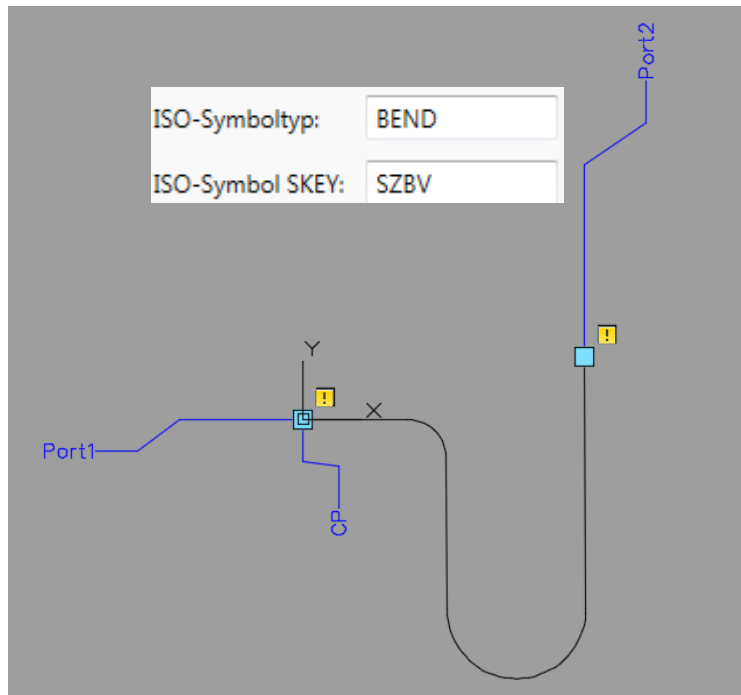 Port2
ISO-Symboltyp: BEND
ISO-Symbol SKEY: SZBV
Y
!
!
X
Port1
CP